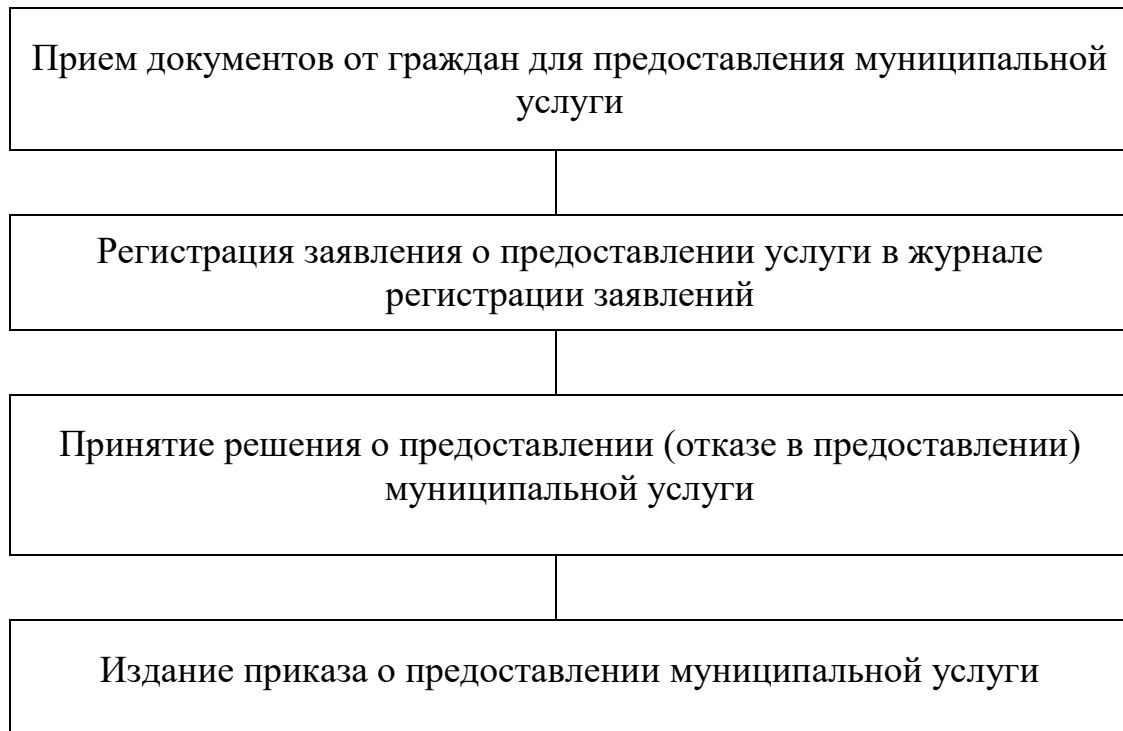 Прием документов от граждан для предоставления муниципальной
услуги
Регистрация заявления о предоставлении услуги в журнале
регистрации заявлений
Принятие решения о предоставлении (отказе в предоставлении)
муниципальной услуги
Издание приказа о предоставлении муниципальной услуги